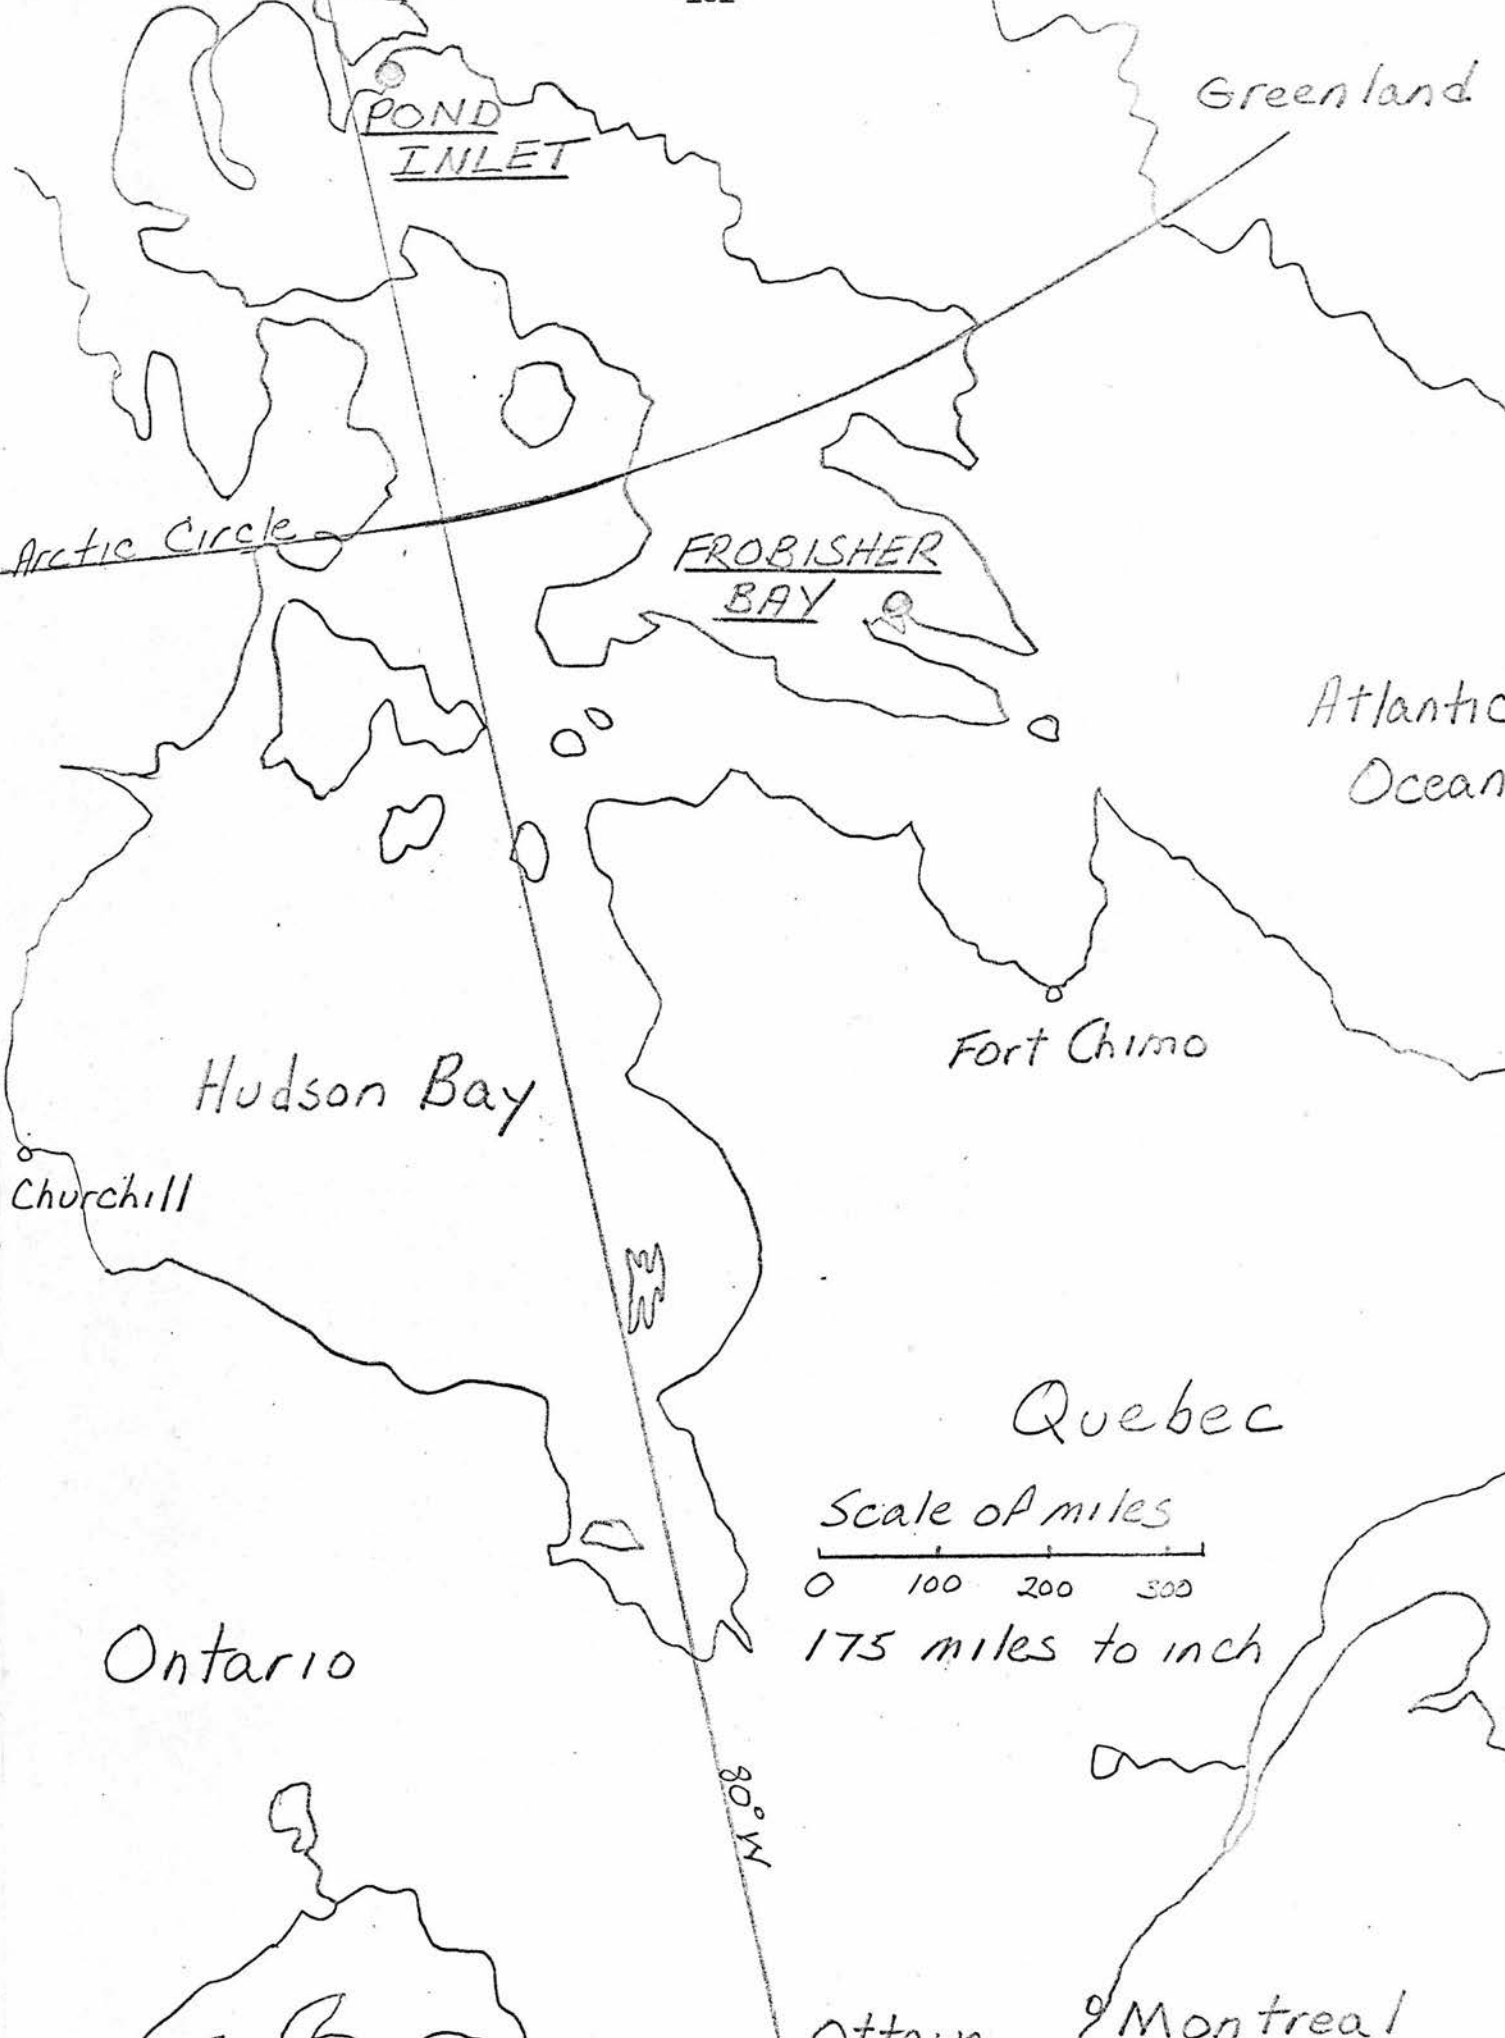 Greenland
POND
INLET
Arctic Circle
FROBISHER
BAY
Atlantic
Ocean
Fort Chimo
Hudson Bay
Churchill
Quebec
Scale of miles
0 100 200 300
175 miles to inch
Ontario
80° W
Montreal